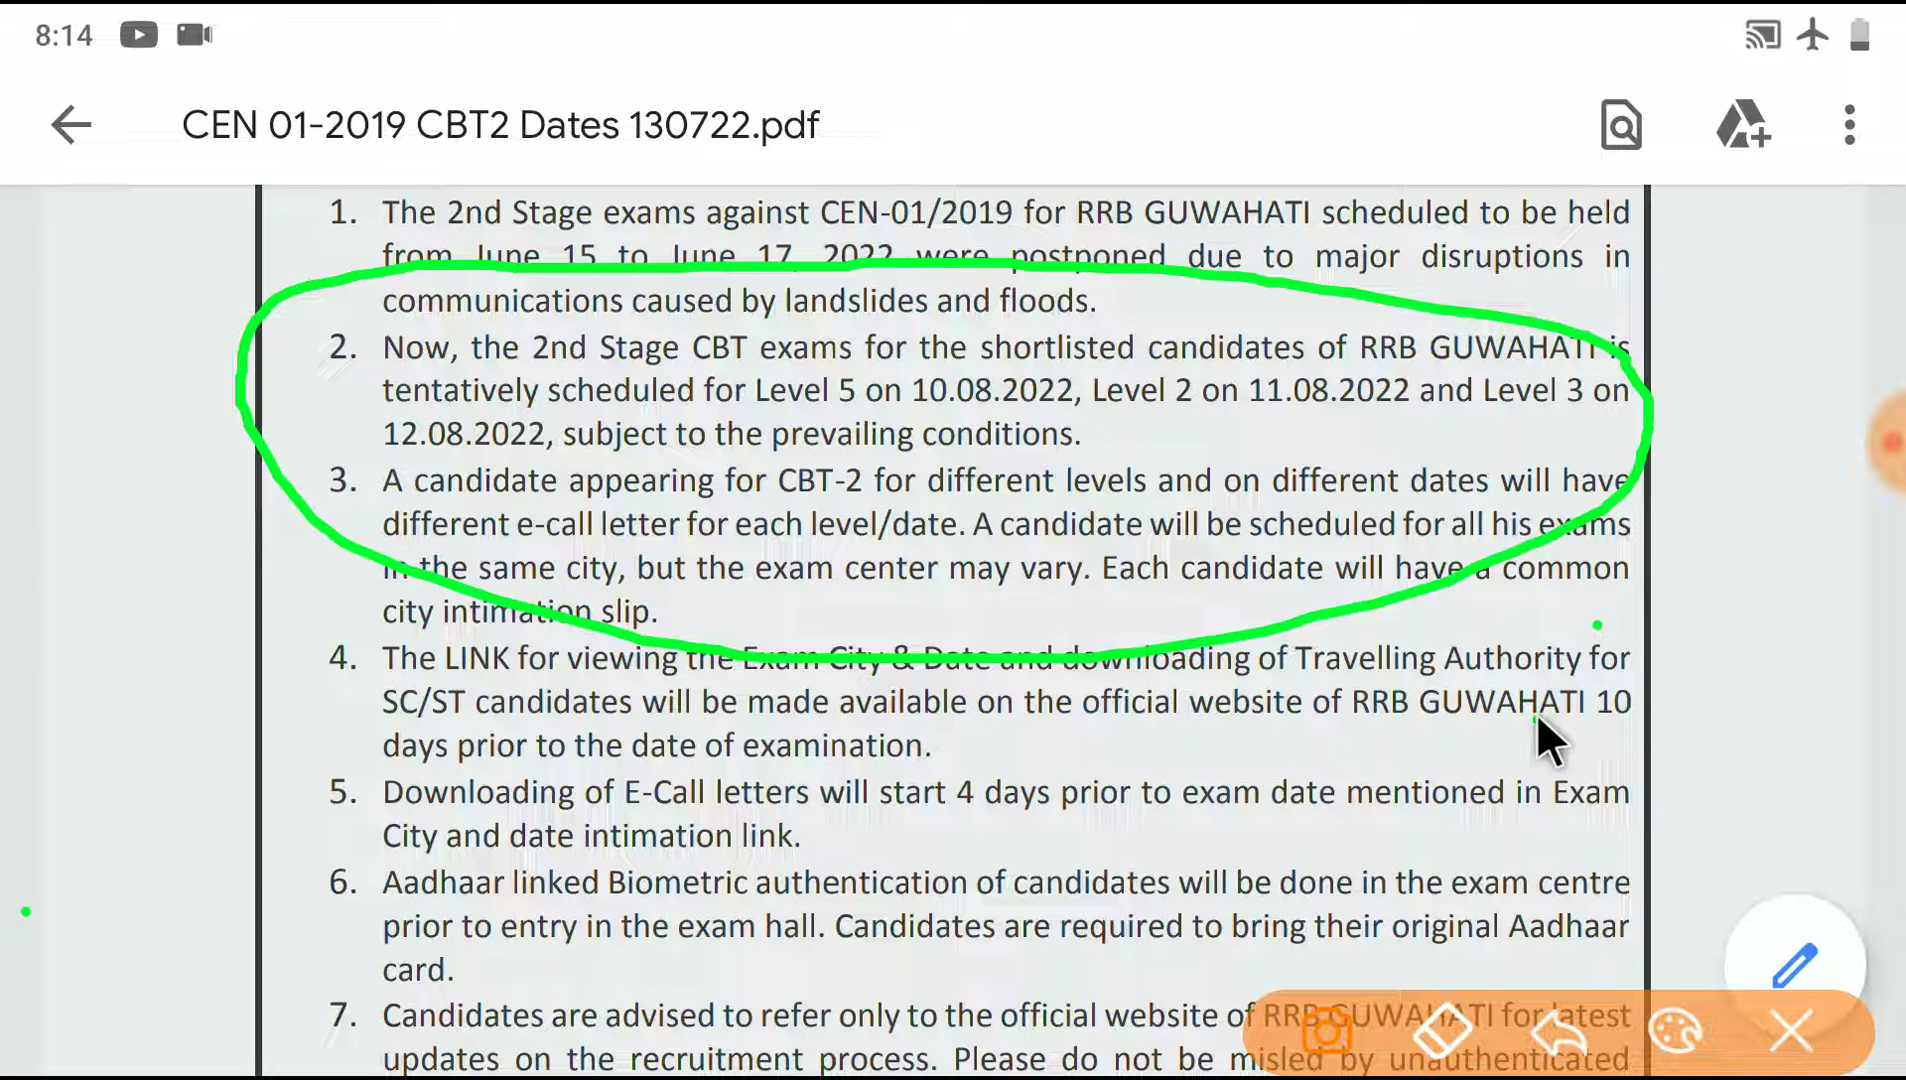 8:14
CEN 01-2019 CBT2 Dates 130722.pdf
1. The 2nd Stage exams against CEN-01/2019 for RRB GUWAHATI scheduled to be held
from June 15 to June 17, 2022 were postponed due to major disruptions in
communications caused by landslides and floods.
2. Now, the 2nd Stage CBT exams for the shortlisted candidates of RRB GUWAHATI is
tentatively scheduled for Level 5 on 10.08.2022, Level 2 on 11.08.2022 and Level 3 on
12.08.2022, subject to the prevailing conditions.
3. A candidate appearing for CBT-2 for different levels and on different dates will have
different e-call letter for each level/date. A candidate will be scheduled for all his exams
in the same city, but the exam center may vary. Each candidate will have a common
city intimation slip.
4. The LINK for viewing the Exam City & Date and downloading of Travelling Authority for
SC/ST candidates will be made available on the official website of RRB GUWAHATI 10
days prior to the date of examination.
5. Downloading of E-Call letters will start 4 days prior to exam date mentioned in Exam
City and date intimation link.
6. Aadhaar linked Biometric authentication of candidates will be done in the exam centre
prior to entry in the exam hall. Candidates are required to bring their original Aadhaar
card.
7. Candidates are advised to refer only to the official website of RRB GUWAHATI for latest
updates on the recruitment process. Please do not be misled by unauthenticated